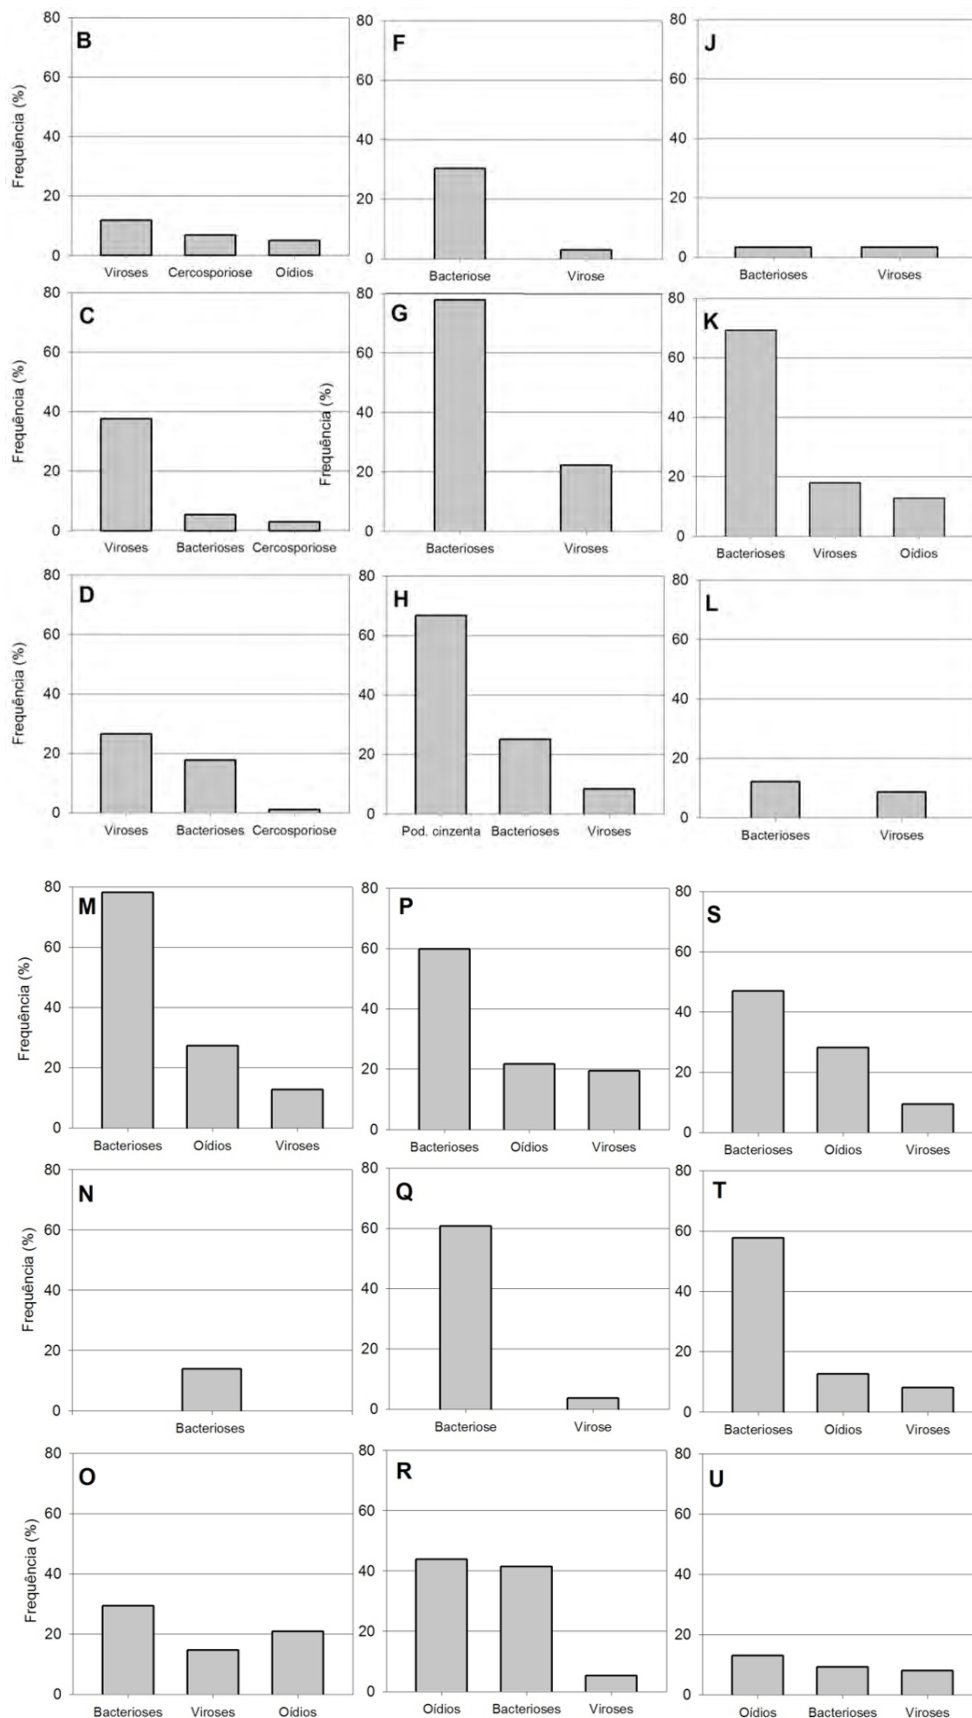 B
Frequência (%)
80
60
40
20
0
Viroses Cercosporiose Oídios
F
80
60
40
20
0
Bacteriose Virose
J
80
60
40
20
0
Bacterioses Viroses
C
Frequência (%)
80
60
40
20
0
Viroses Bacterioses Cercosporiose
G
Frequência (%)
80
60
40
20
0
Bacterioses Viroses
K
80
60
40
20
0
Bacterioses Viroses Oídios
D
Frequência (%)
80
60
40
20
0
Viroses Bacterioses Cercosporiose
H
80
60
40
20
0
Pod. cinzenta Bacterioses Viroses
L
80
60
40
20
0
Bacterioses Viroses
M
Frequência (%)
80
60
40
20
0
Bacterioses Oídios Viroses
P
80
60
40
20
0
Bacterioses Oídios Viroses
S
80
60
40
20
0
Bacterioses Oídios Viroses
N
Frequência (%)
80
60
40
20
0
Bacterioses
Q
80
60
40
20
0
Bacteriose Virose
T
80
60
40
20
0
Bacterioses Oídios Viroses
O
Frequência (%)
80
60
40
20
0
Bacterioses Viroses Oídios
R
80
60
40
20
0
Oídios Bacterioses Viroses
U
80
60
40
20
0
Oídios Bacterioses Viroses